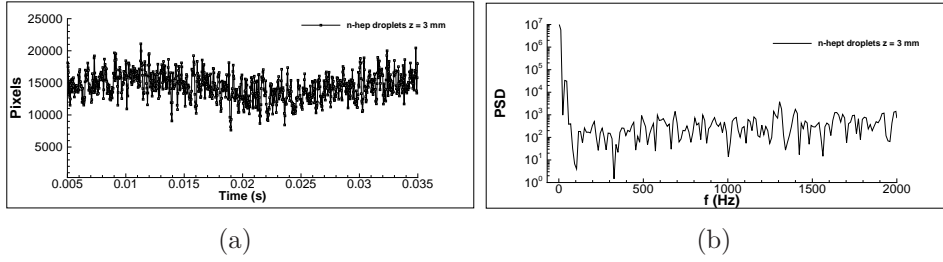 25000
20000
15000
10000
5000
Pixels
n-hep droplets z = 3 mm
0.005 0.01 0.015 0.02 0.025 0.03 0.035
Time (s)
(a)
10^7
10^6
10^5
10^4
10^3
10^2
10^1
10^0
PSD
n-hept droplets z = 3 mm
0 500 1000 1500 2000
f (Hz)
(b)